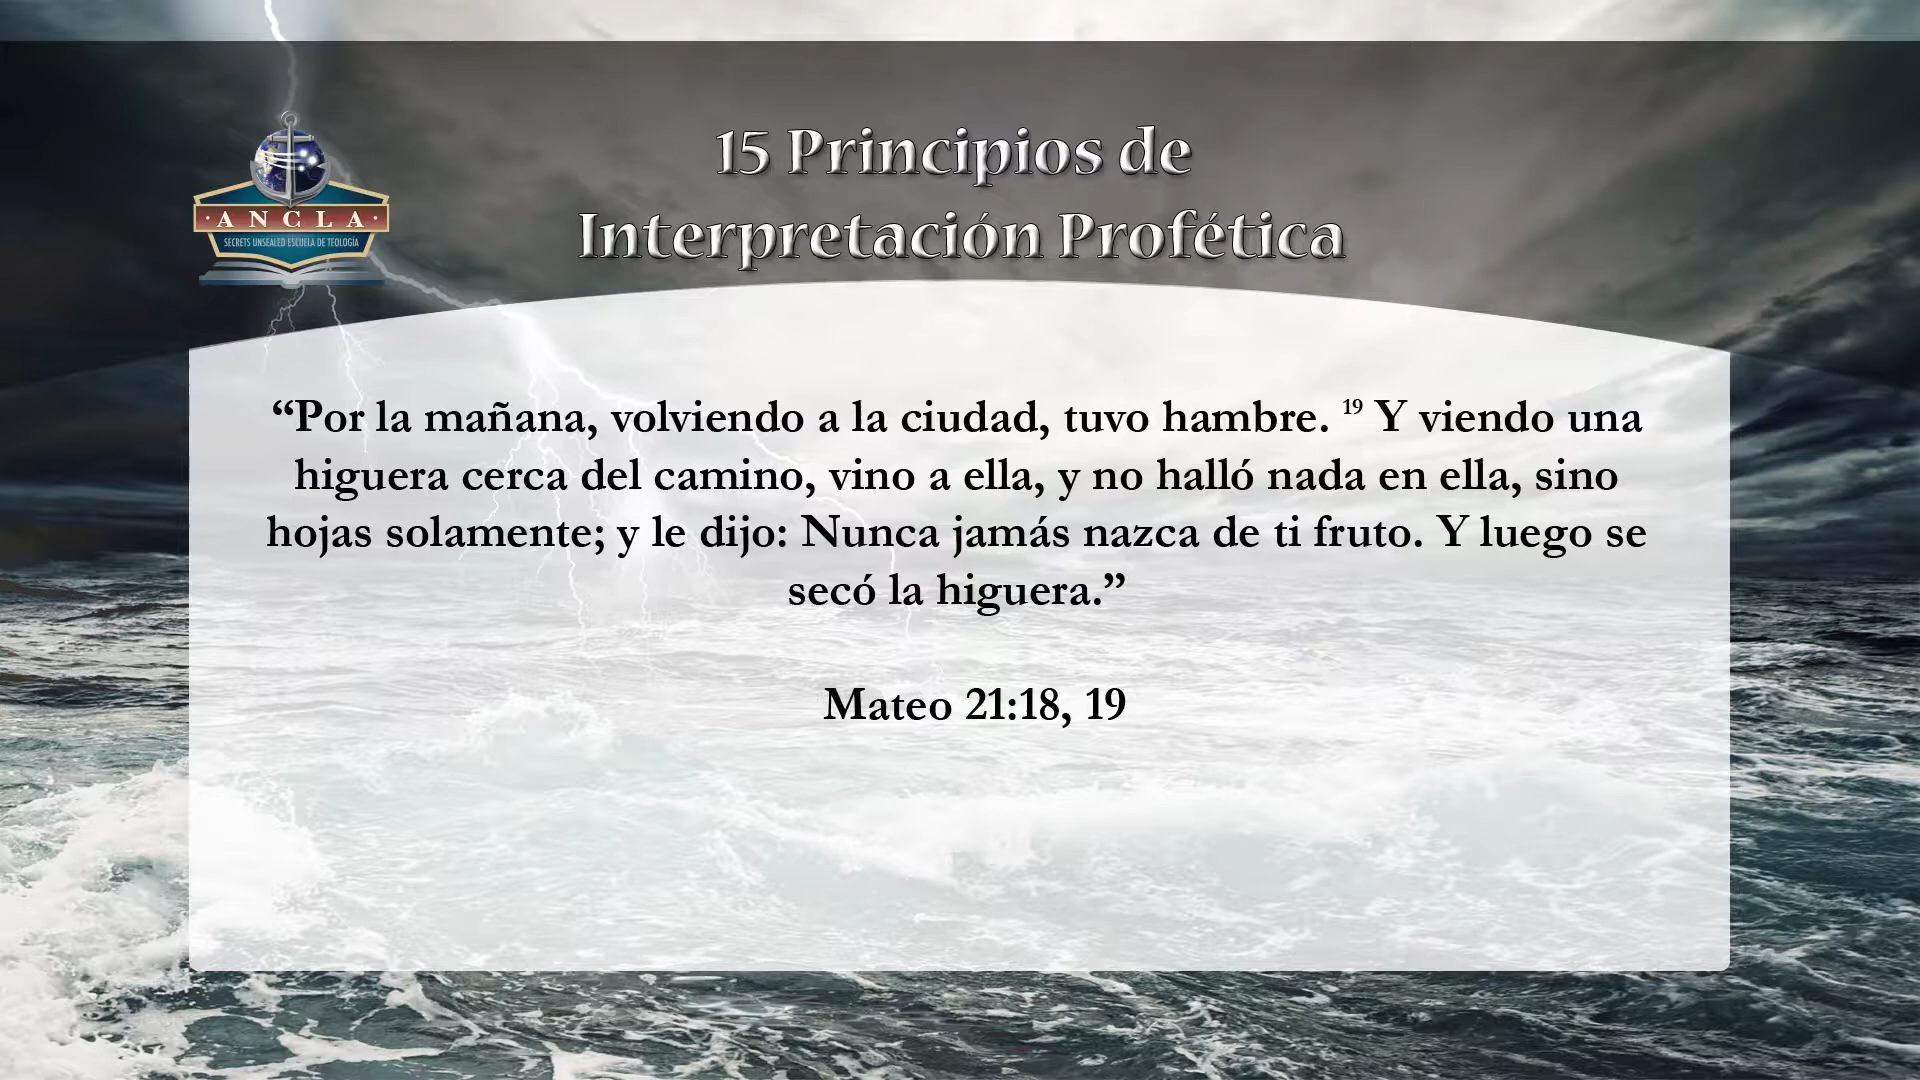 15 Principios de
Interpretación Profética
· A N C L A ·
SECRETS UNSEALED ESCUELA DE TEOLOGÍA
“Por la mañana, volviendo a la ciudad, tuvo hambre. 19 Y viendo una
higuera cerca del camino, vino a ella, y no halló nada en ella, sino
hojas solamente; y le dijo: Nunca jamás nazca de ti fruto. Y luego se
secó la higuera.”
Mateo 21:18, 19